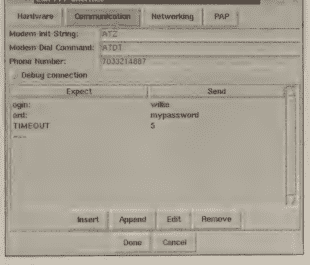 Hardware Communication Networking PAP
Modem Init String: ATZ
Modem Dial Command: ATDT
Phone Number: 7033214887
Debug connection
Expect Send
ogin: willm
ord: mypassword
TIMEOUT 5
~~~
Insert Append Edit Remove
Done Cancel